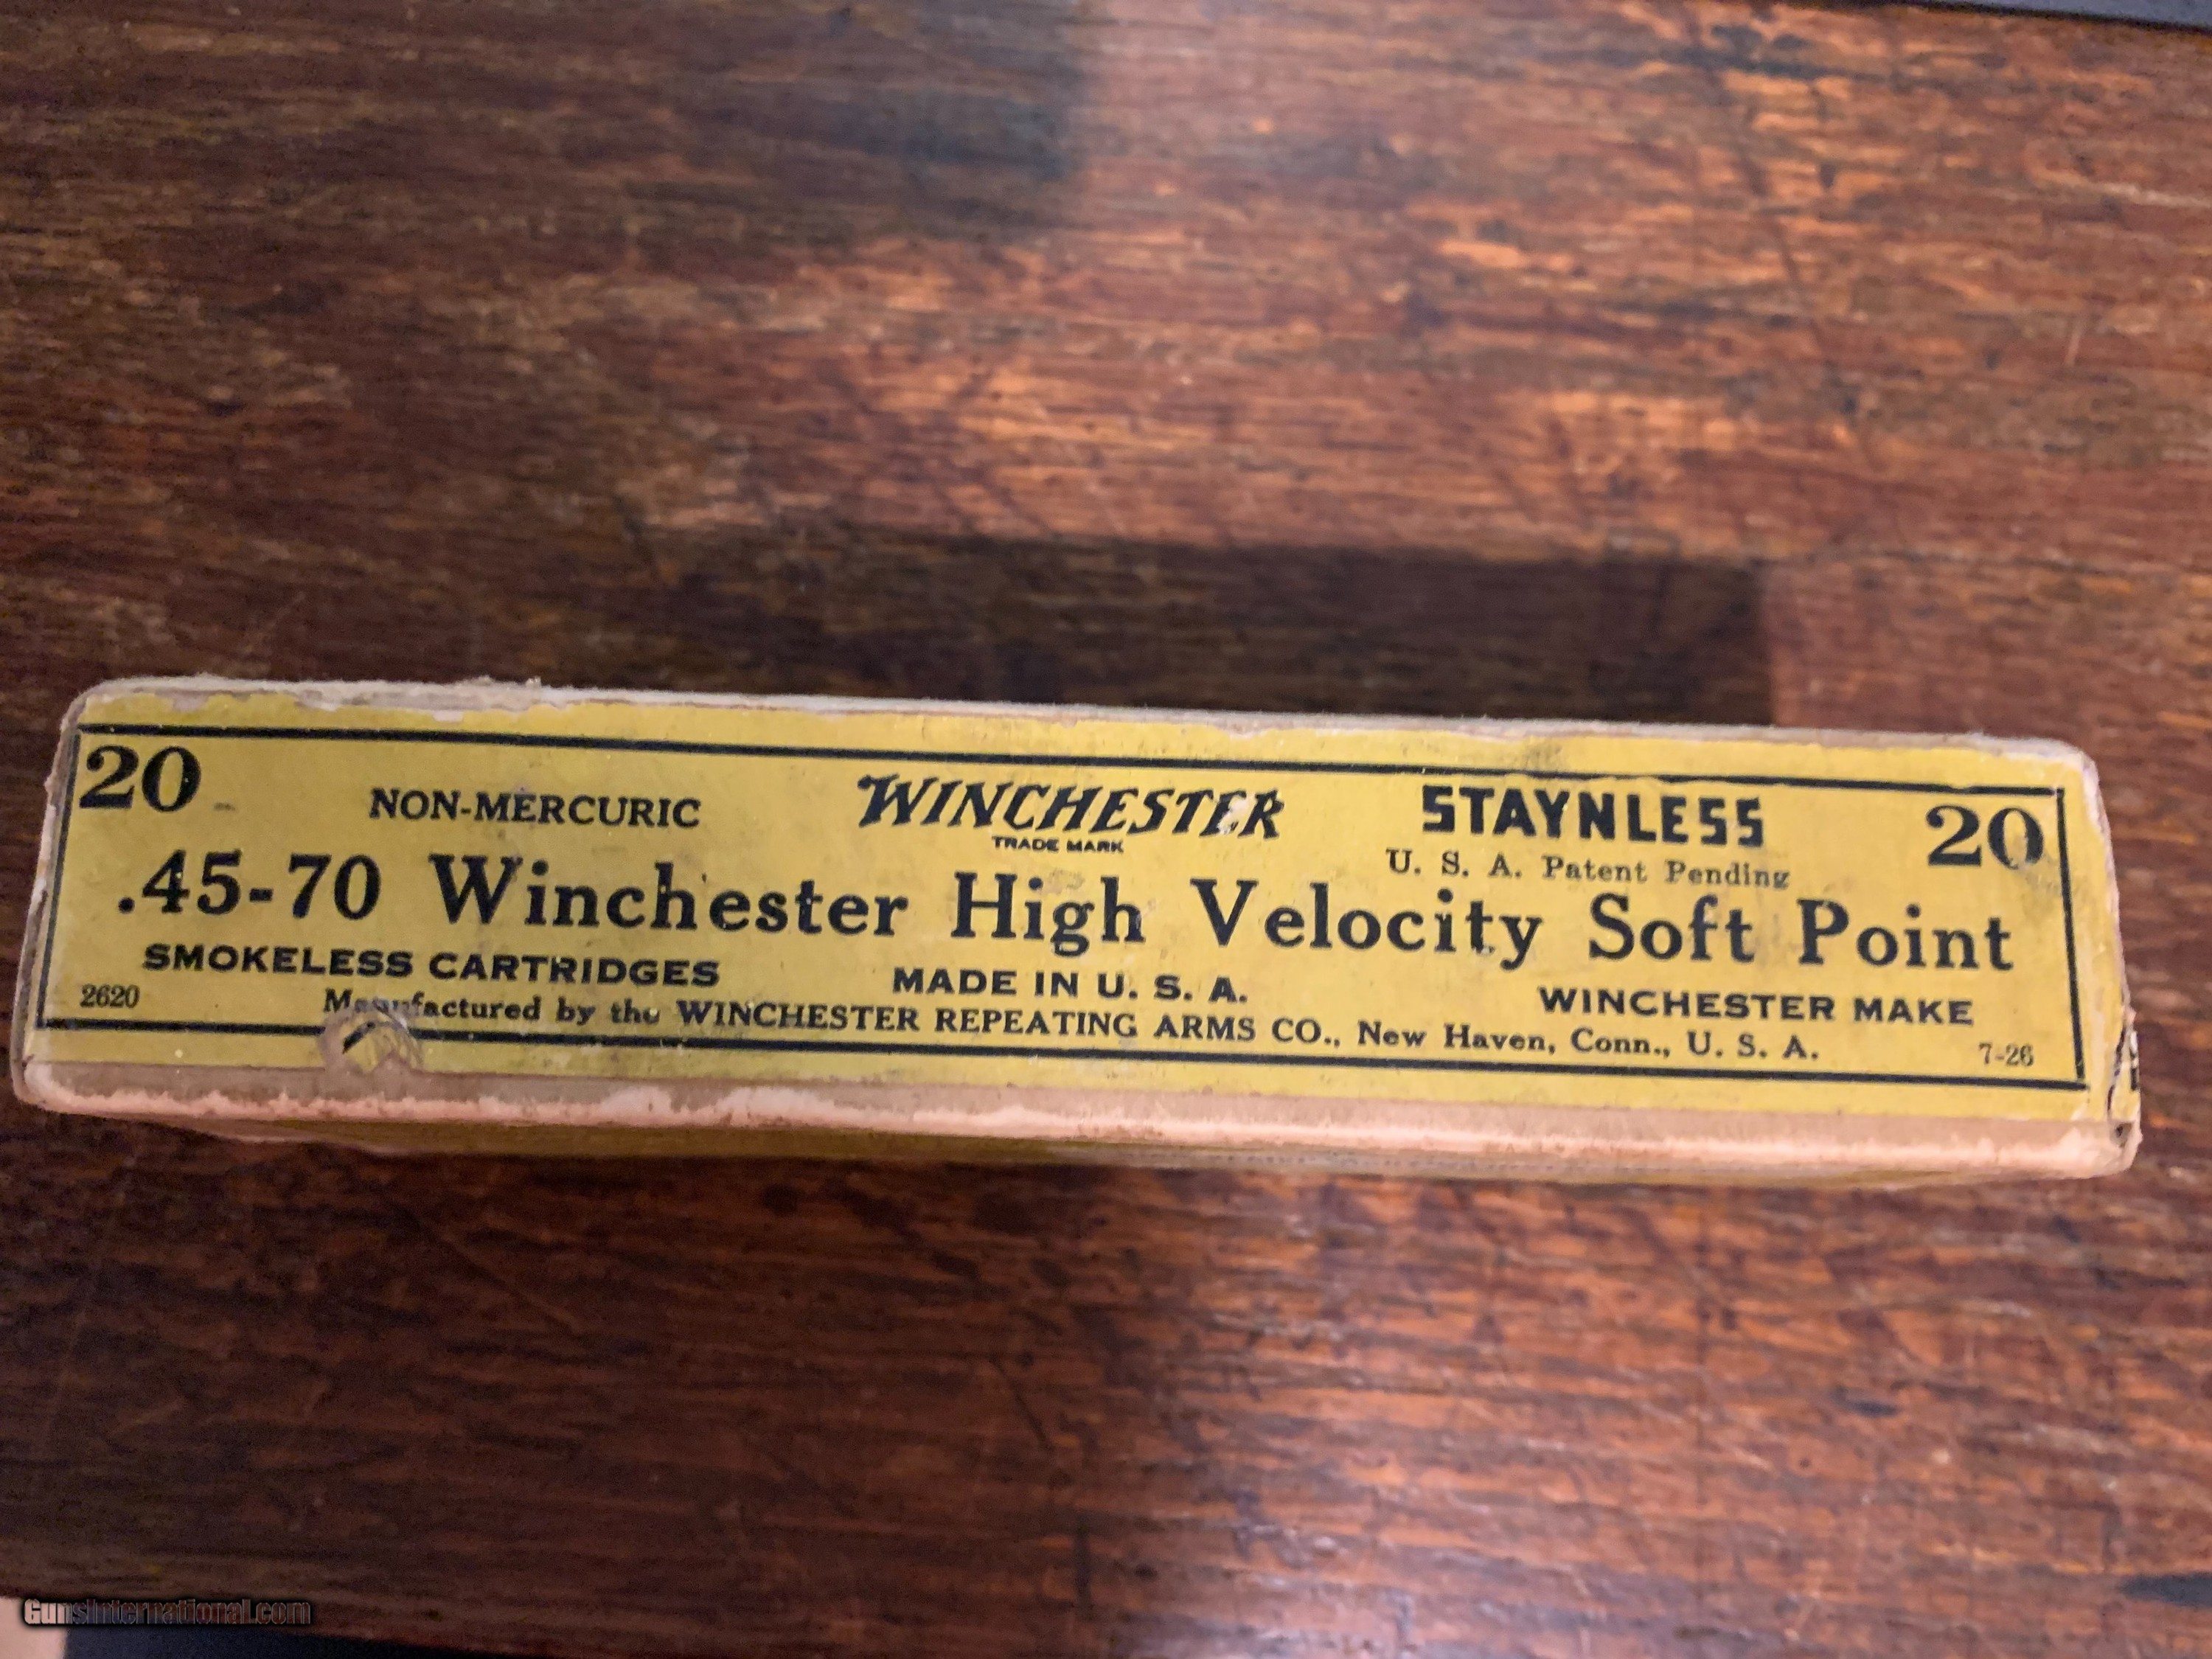 20 NON-MERCURIC WINCHESTER STAYNLESS 20
TRADE MARK
U. S. A. Patent Pending
.45-70 Winchester High Velocity Soft Point
SMOKELESS CARTRIDGES MADE IN U. S. A. WINCHESTER MAKE
2620 Manufactured by the WINCHESTER REPEATING ARMS CO., New Haven, Conn., U. S. A. 7-26
GunsInternational.com